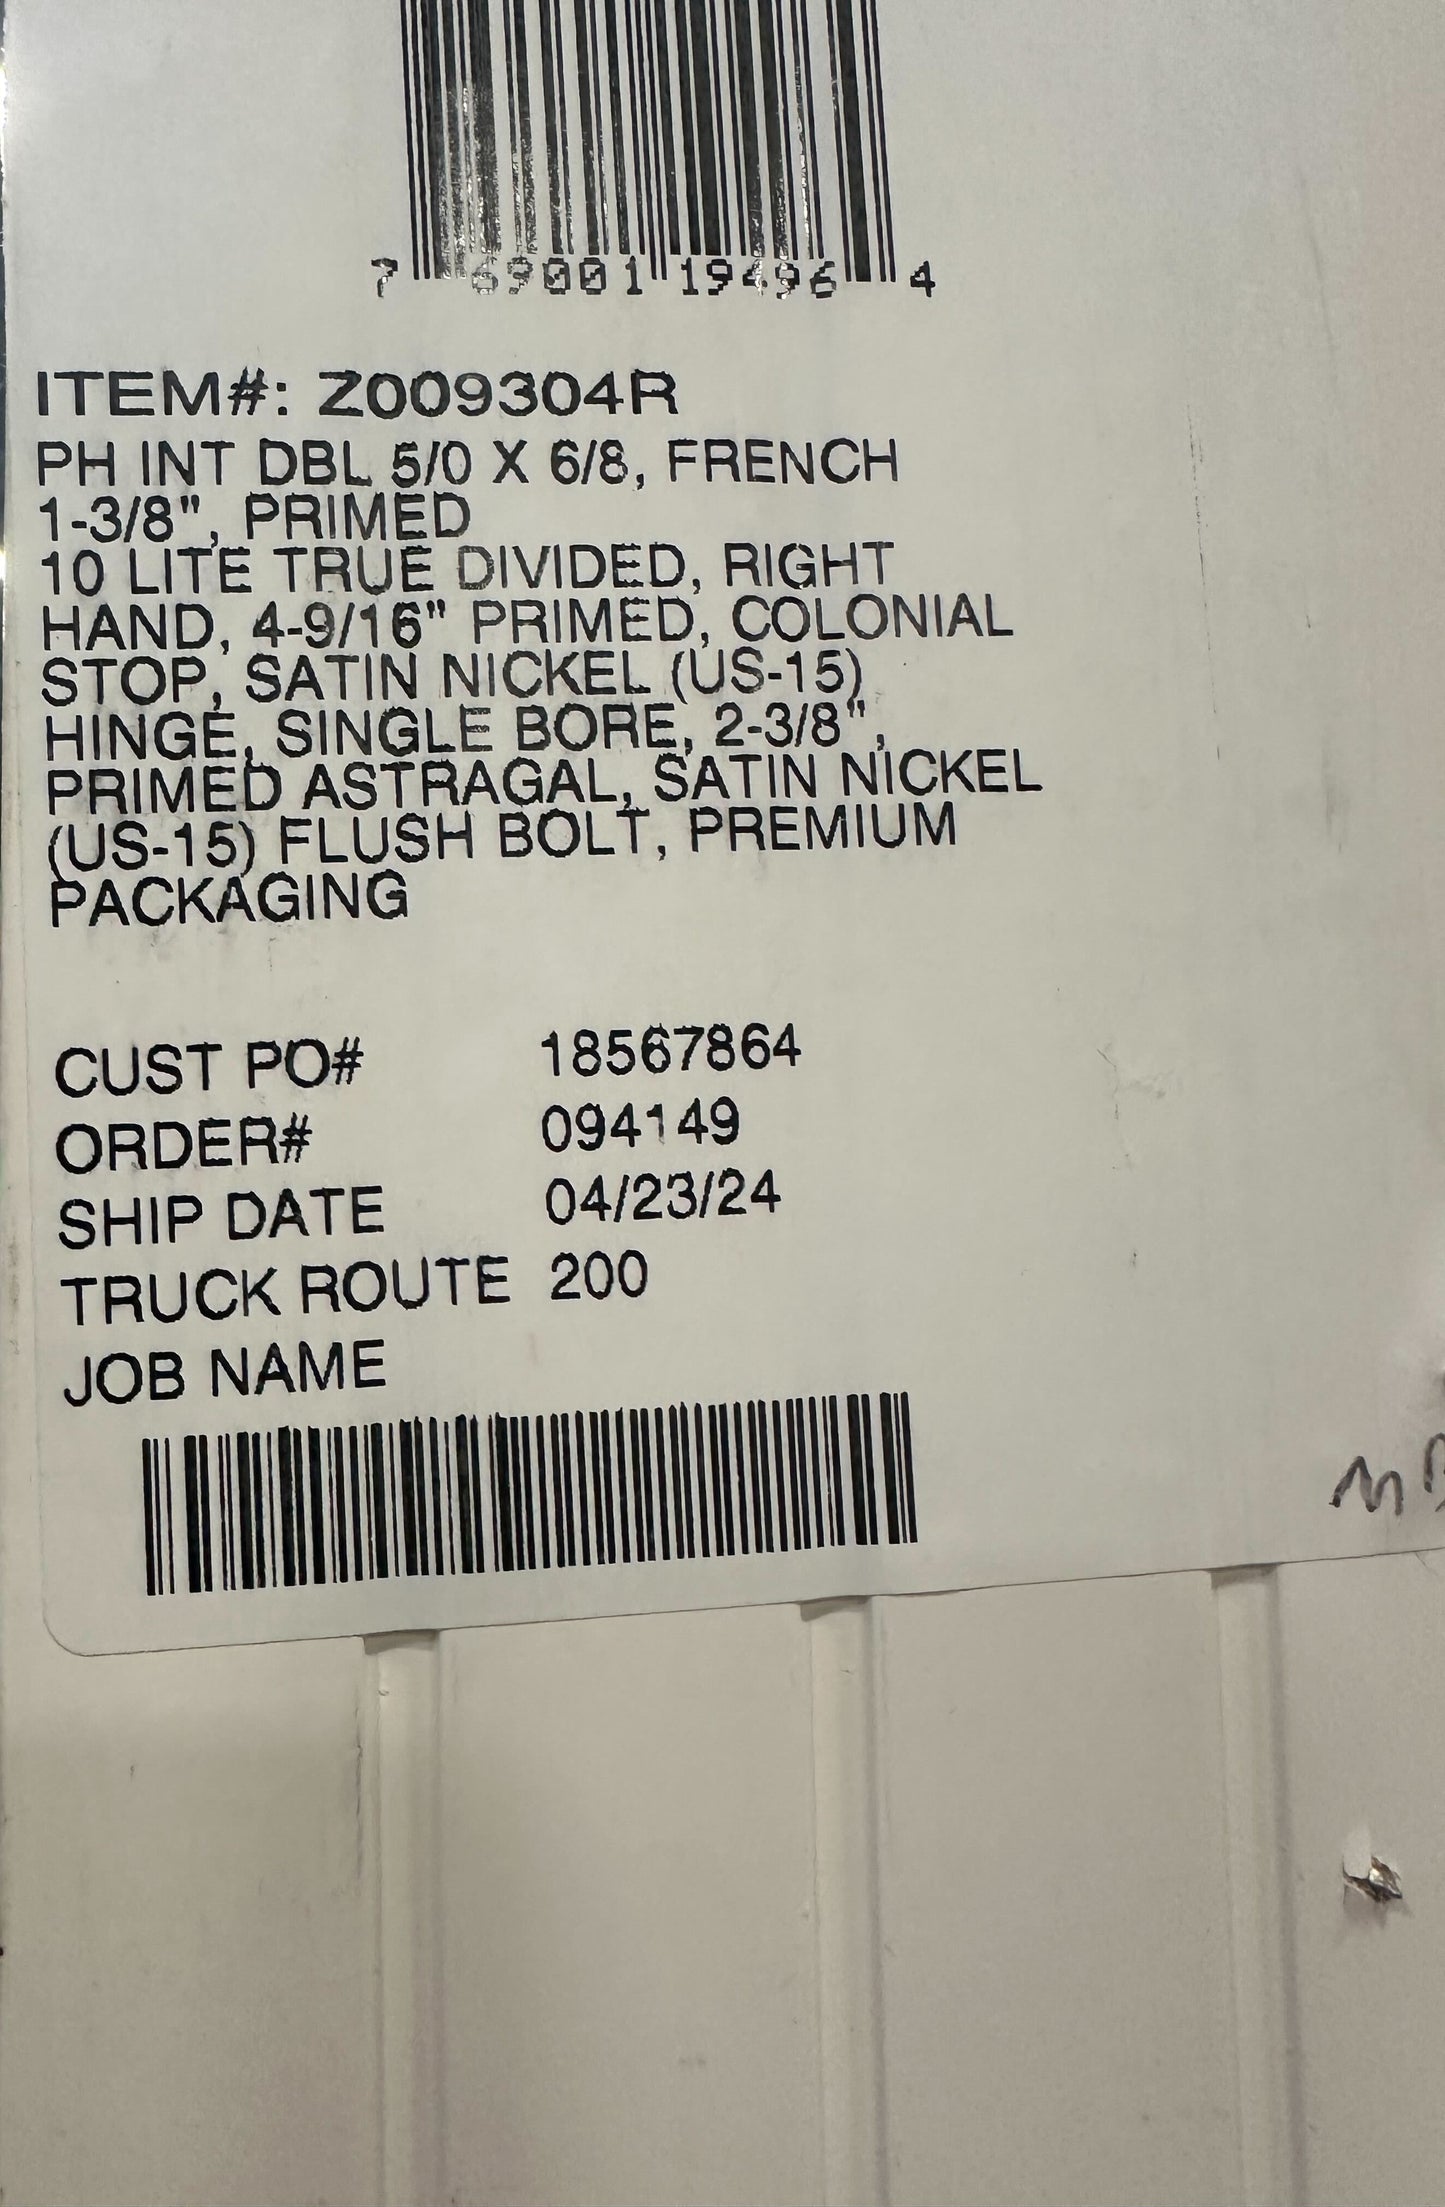 7 69001 19496 4
ITEM#: Z009304R
PH INT DBL 5/0 X 6/8, FRENCH
1-3/8", PRIMED
10 LITE TRUE DIVIDED, RIGHT
HAND, 4-9/16" PRIMED, COLONIAL
STOP, SATIN NICKEL (US-15)
HINGE, SINGLE BORE, 2-3/8",
PRIMED ASTRAGAL, SATIN NICKEL
(US-15) FLUSH BOLT, PREMIUM
PACKAGING
CUST PO# 18567864
ORDER# 094149
SHIP DATE 04/23/24
TRUCK ROUTE 200
JOB NAME